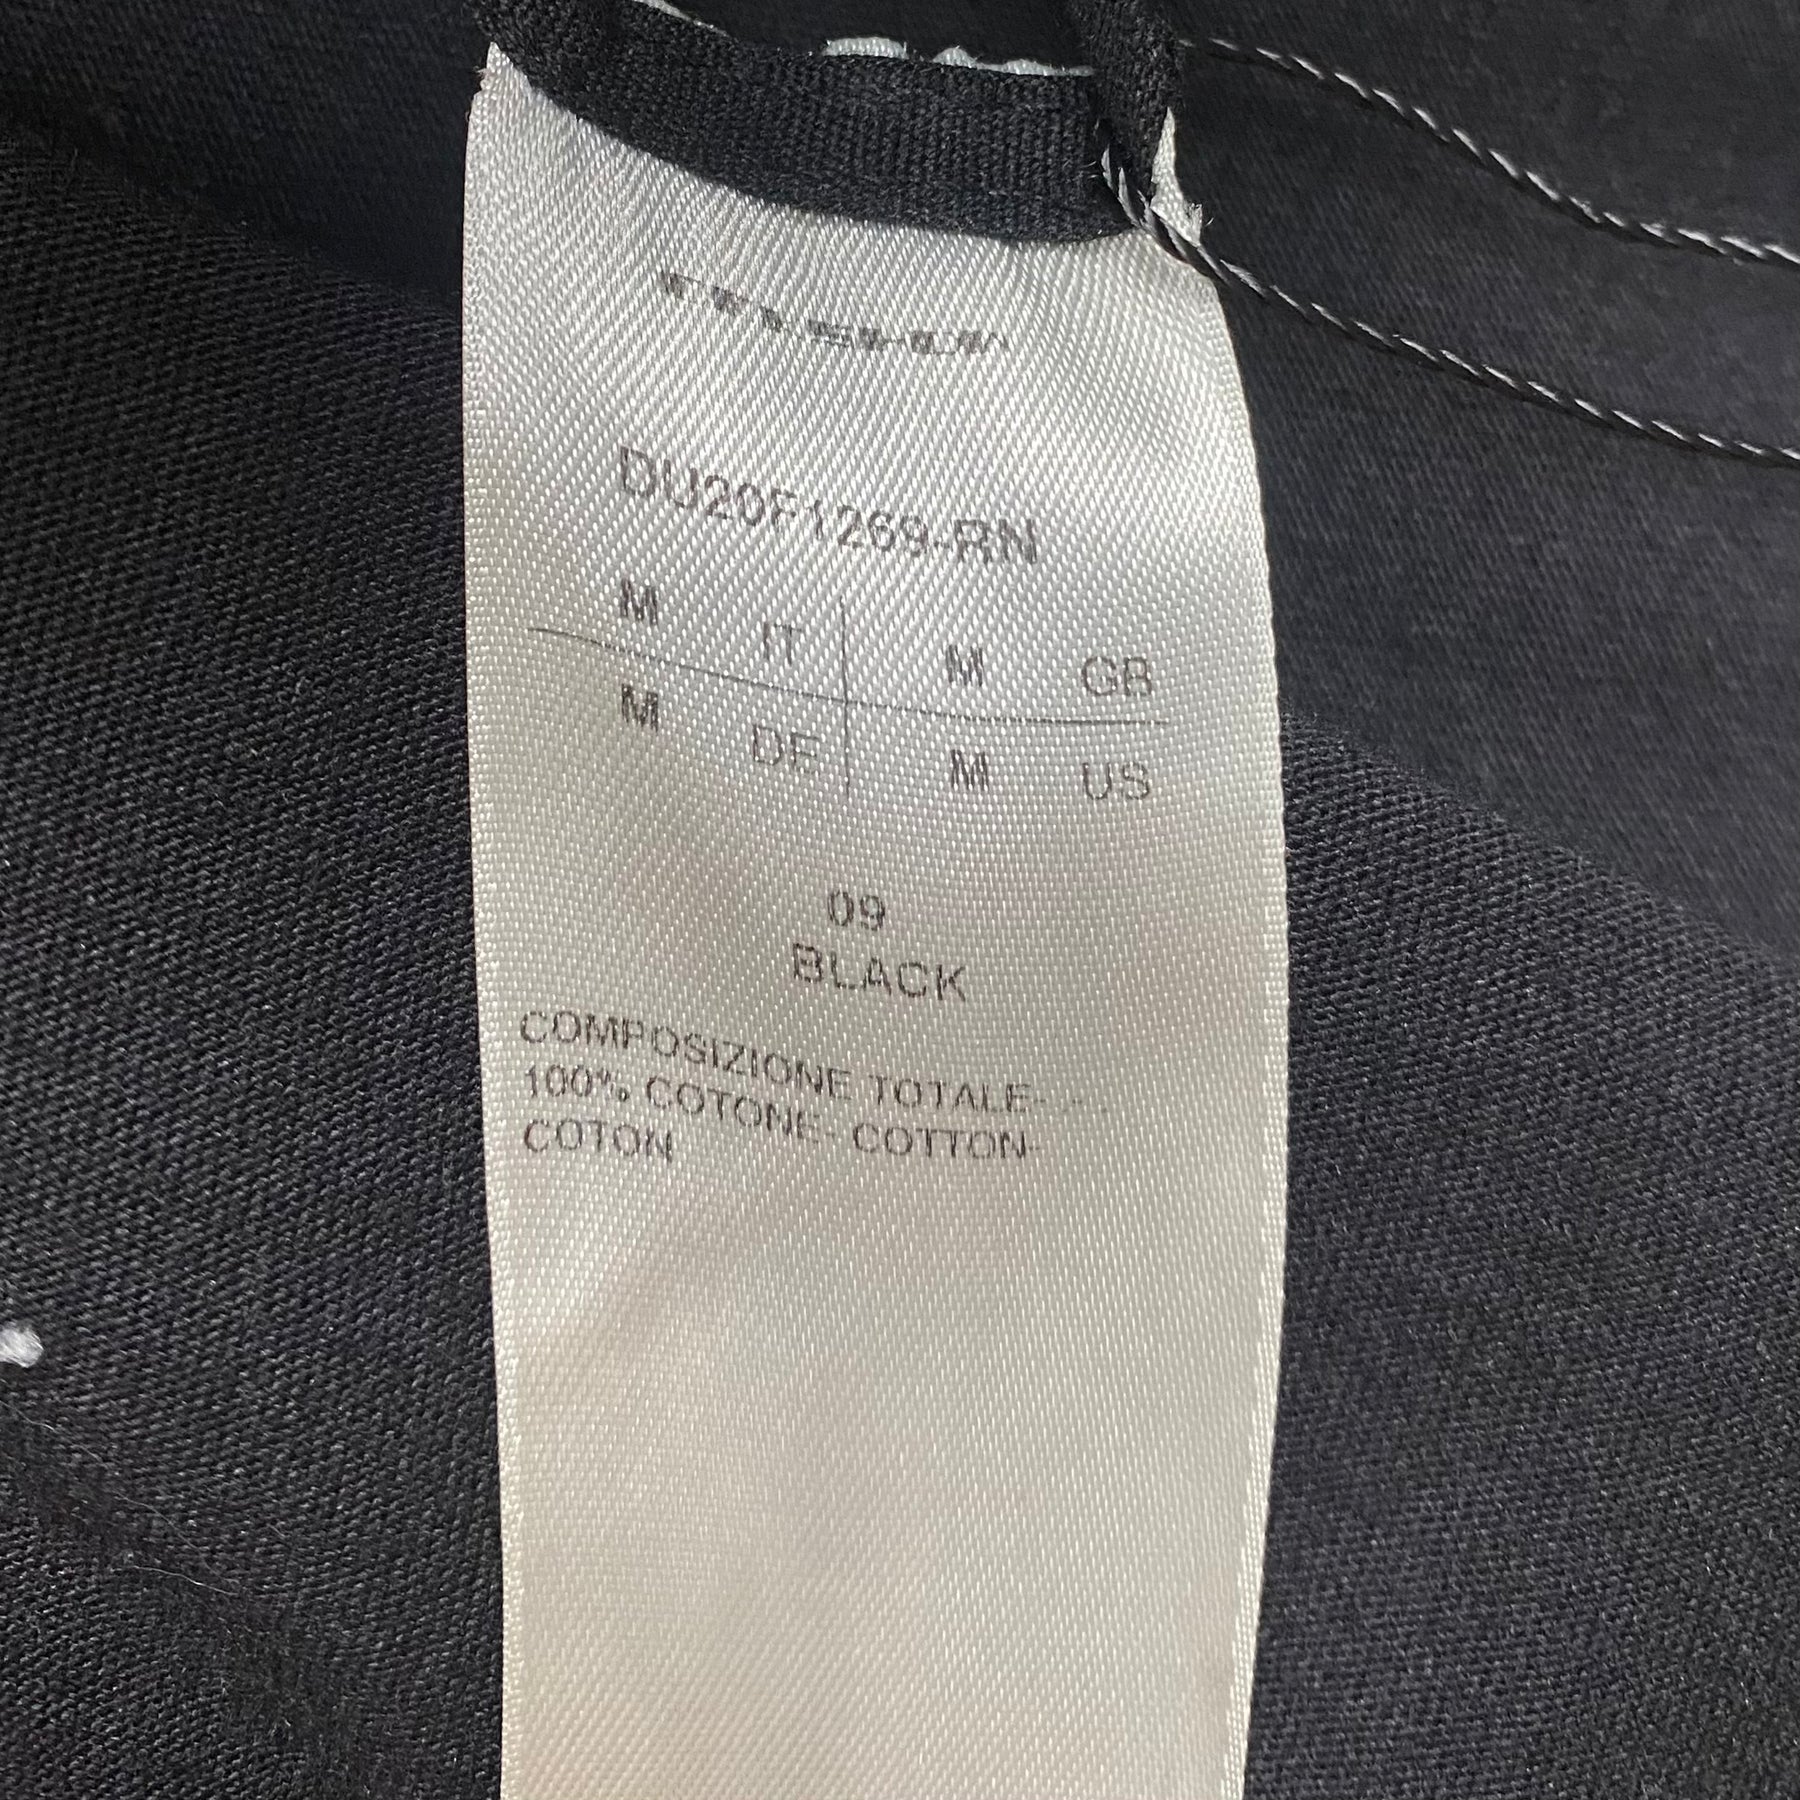 DU20F1269-RN
M IT M GB
M DE M US
09
BLACK
COMPOSIZIONE TOTALE- - .
100% COTONE- COTTON-
COTON